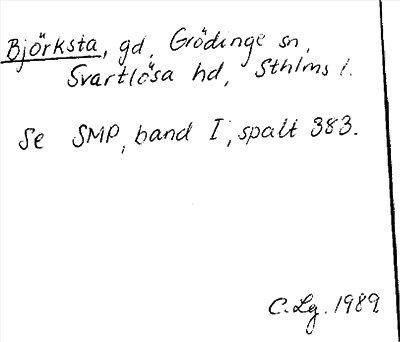 Björksta, gd, Grödinge sn,
Svartlösa hd, Sthlms l.
Se SMP, band I, spalt 383.
C. Lg. 1989